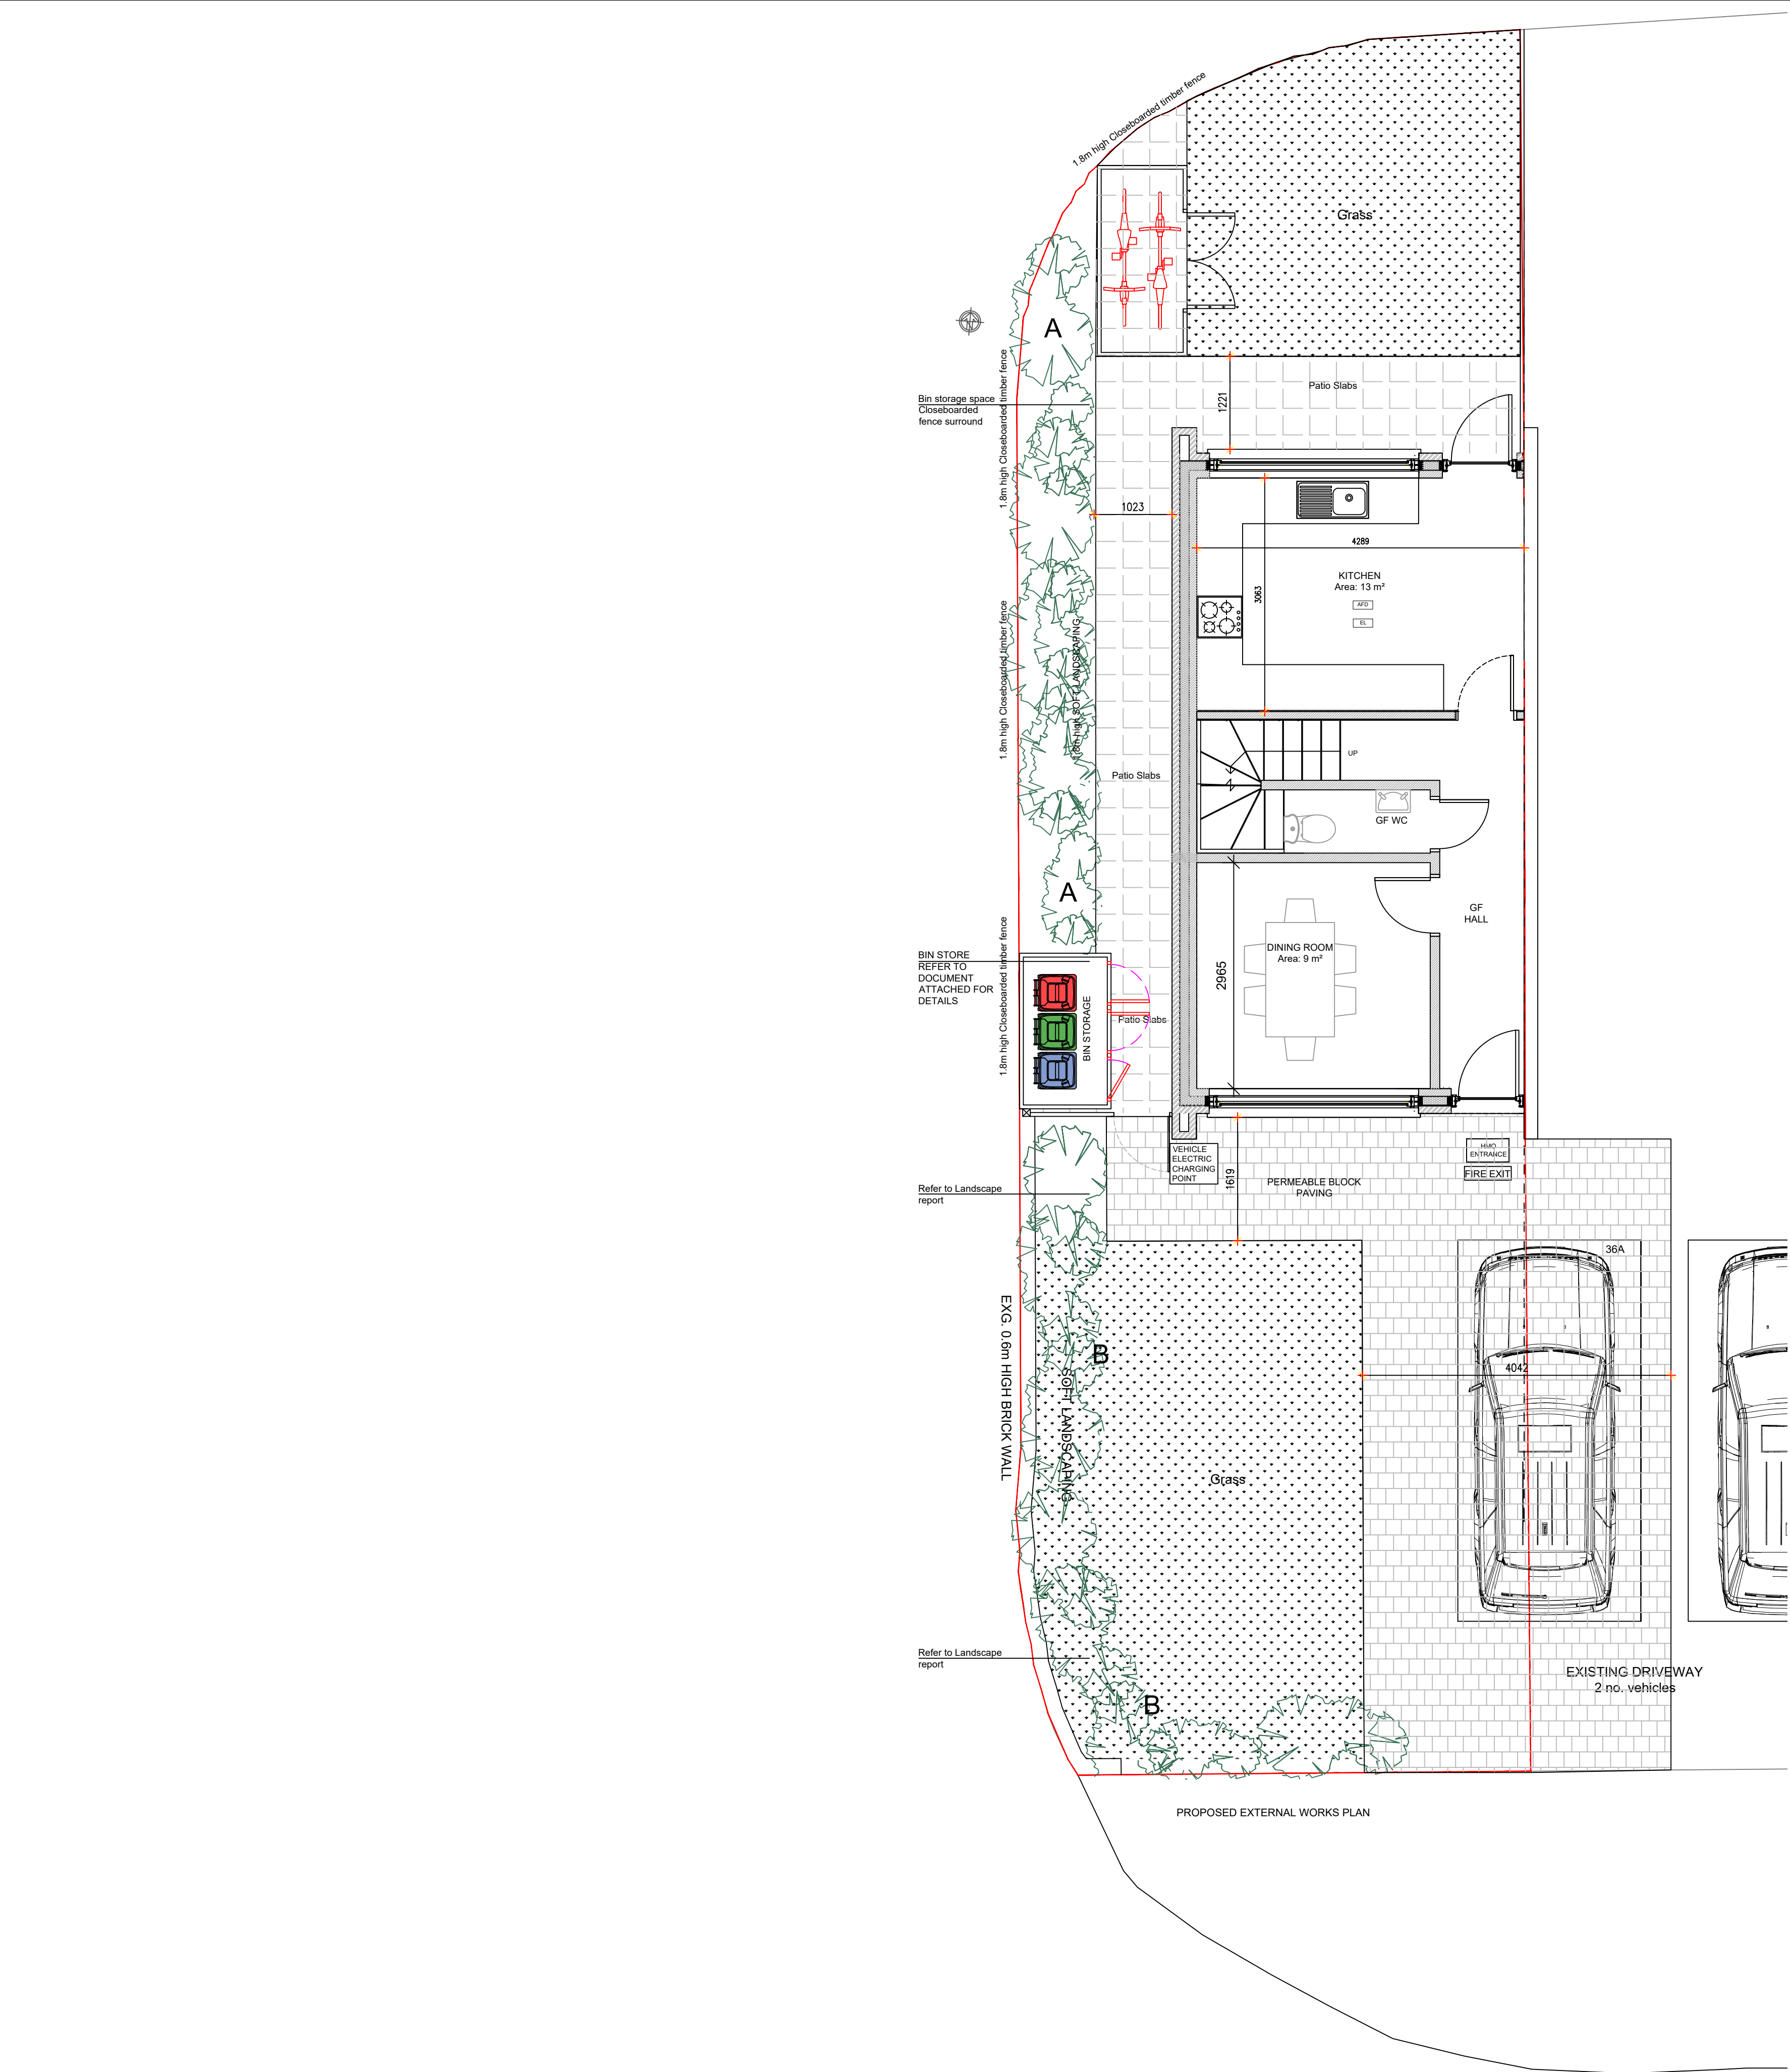 1.8m high Closeboarded timber fence
Grass
A
1.8m high Closeboarded timber fence
Bin storage space
Closeboarded
fence surround
Patio Slabs
1221
1023
4289
KITCHEN
Area: 13 m²
AFD
EL
3063
1.8m high Closeboarded timber fence
1.8m high SOFT LANDSCAPING
UP
Patio Slabs
GF WC
A
GF
HALL
DINING ROOM
Area: 9 m²
2965
BIN STORE
REFER TO
DOCUMENT
ATTACHED FOR
DETAILS
1.8m high Closeboarded timber fence
BIN STORAGE
Patio Slabs
VEHICLE
ELECTRIC
CHARGING
POINT
1619
HMO
ENTRANCE
FIRE EXIT
PERMEABLE BLOCK
PAVING
Refer to Landscape
report
36A
EXG. 0.6m HIGH BRICK WALL
B
SOFT LANDSCAPING
4042
Grass
Refer to Landscape
report
B
EXISTING DRIVEWAY
2 no. vehicles
PROPOSED EXTERNAL WORKS PLAN